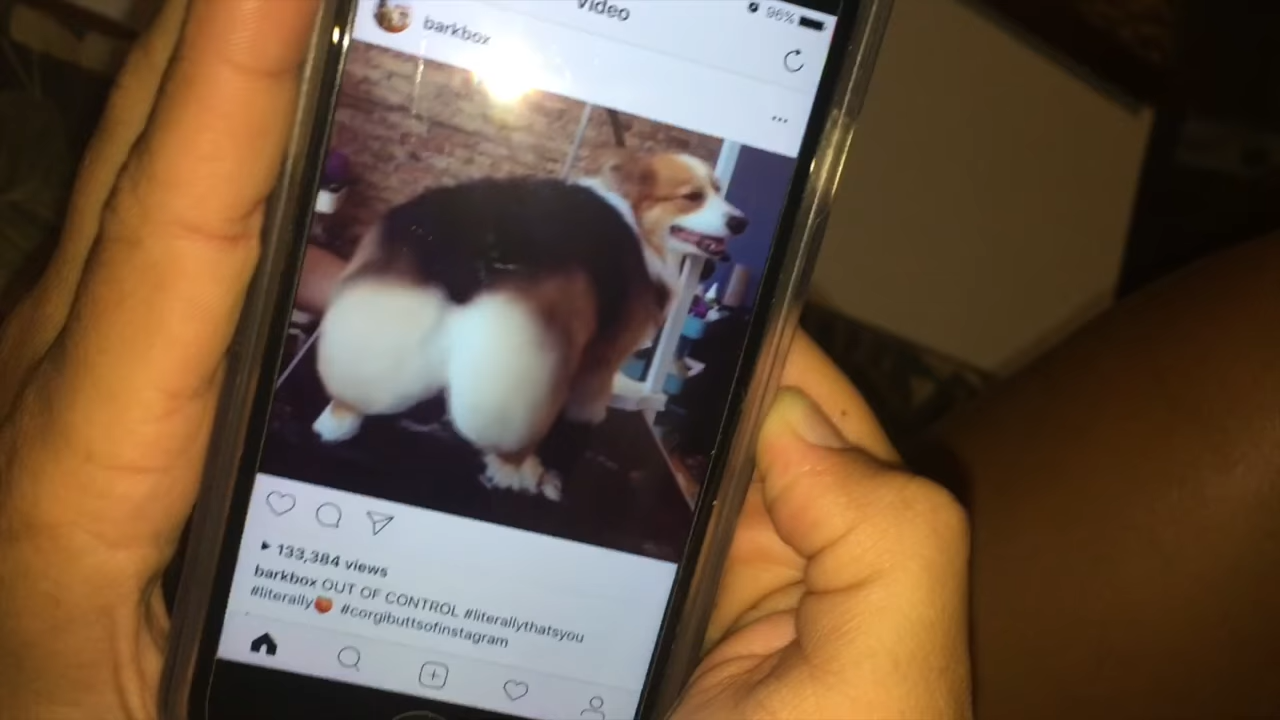 Video
96%
barkbox
133,384 views
barkbox OUT OF CONTROL #literallythatsyou
#literally🍑 #corgibuttsofinstagram